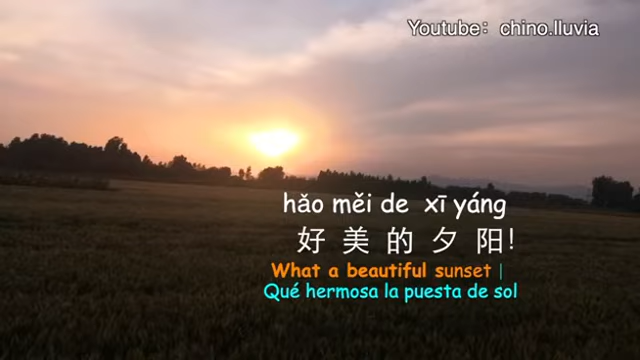 Youtube：chino.lluvia
hǎo měi de xī yáng
好 美 的 夕 阳!
What a beautiful sunset |
Qué hermosa la puesta de sol